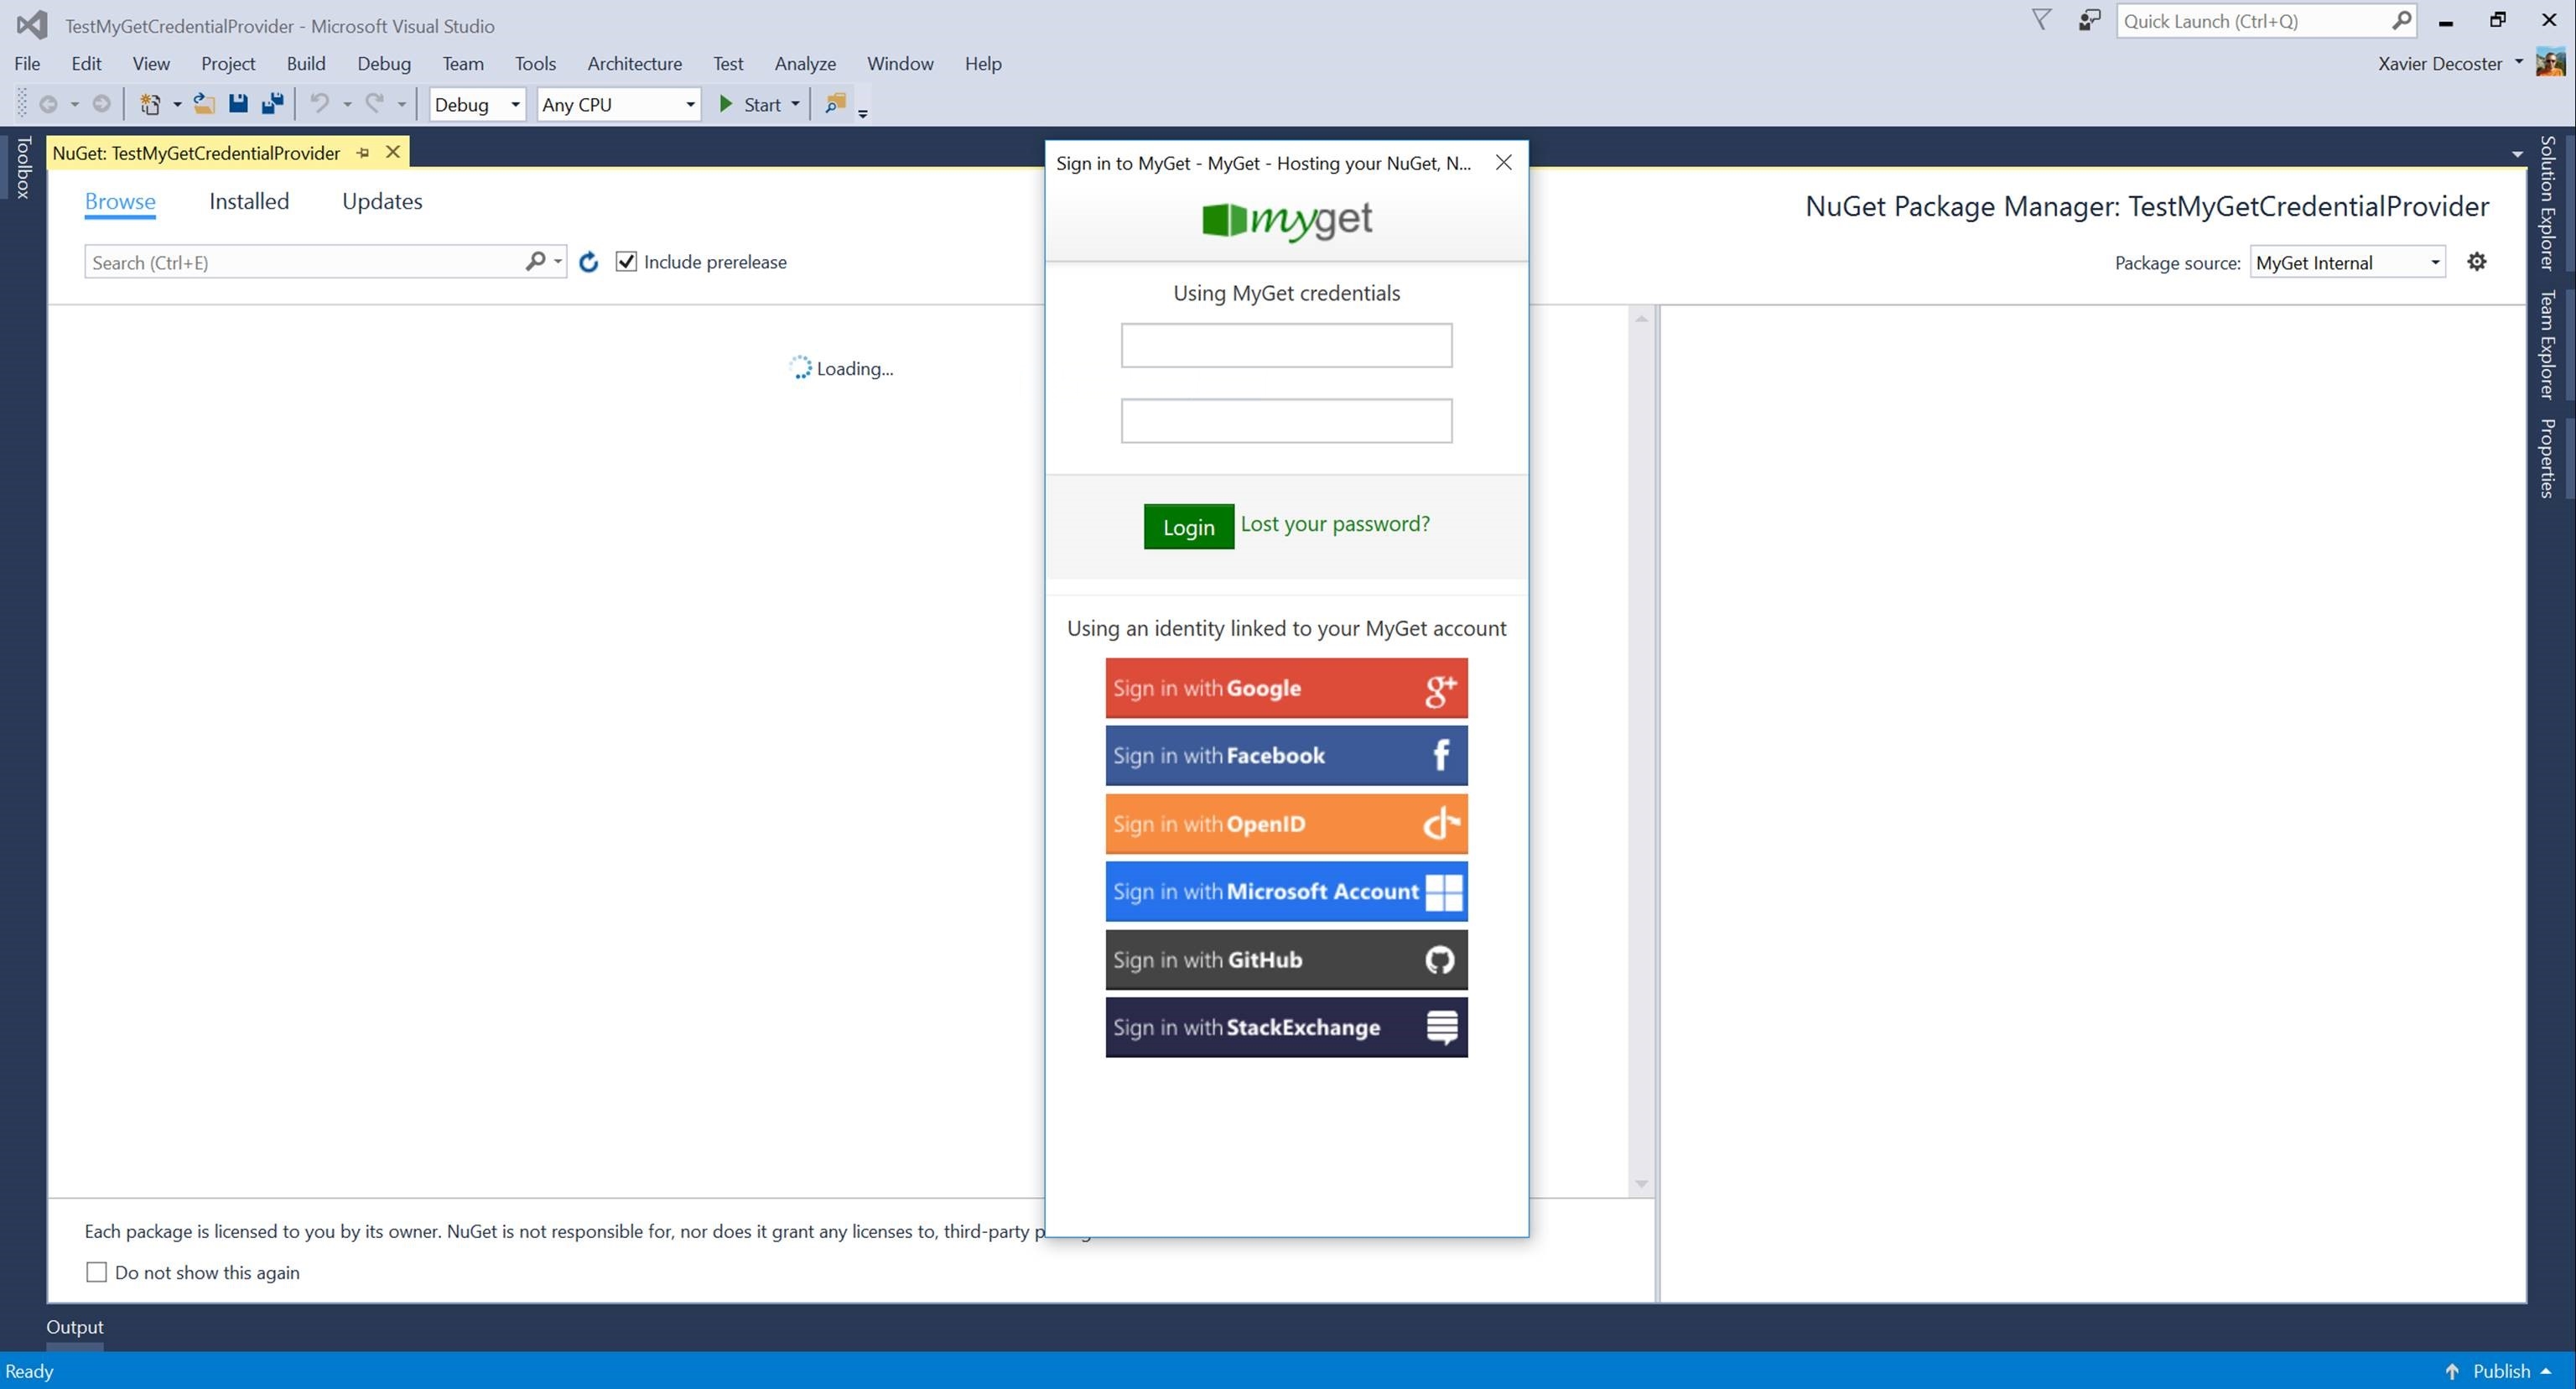 TestMyGetCredentialProvider - Microsoft Visual Studio
Quick Launch (Ctrl+Q)
File Edit View Project Build Debug Team Tools Architecture Test Analyze Window Help
Xavier Decoster
Debug Any CPU Start
Toolbox
NuGet: TestMyGetCredentialProvider
Browse Installed Updates
NuGet Package Manager: TestMyGetCredentialProvider
Search (Ctrl+E)
Include prerelease
Package source: MyGet Internal
Loading...
Sign in to MyGet - MyGet - Hosting your NuGet, N...
myget
Using MyGet credentials
Login Lost your password?
Using an identity linked to your MyGet account
Sign in with Google g+
Sign in with Facebook f
Sign in with OpenID
Sign in with Microsoft Account
Sign in with GitHub
Sign in with StackExchange
Solution Explorer
Team Explorer
Properties
Each package is licensed to you by its owner. NuGet is not responsible for, nor does it grant any licenses to, third-party
Do not show this again
Output
Ready
Publish